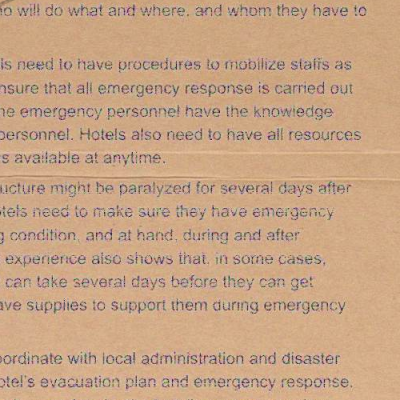 no will do what and where, and whom they have to
ls need to have procedures to mobilize staffs as
nsure that all emergency response is carried out
he emergency personnel have the knowledge
personnel. Hotels also need to have all resources
s available at anytime.
ucture might be paralyzed for several days after
otels need to make sure they have emergency
g condition, and at hand, during and after
experience also shows that, in some cases,
can take several days before they can get
ave supplies to support them during emergency
oordinate with local administration and disaster
otel's evacuation plan and emergency response.